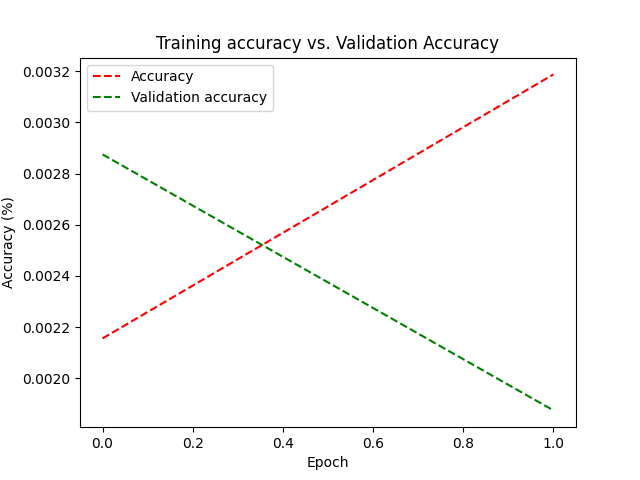 Training accuracy vs. Validation Accuracy
Accuracy
Validation accuracy
0.0032
0.0030
0.0028
0.0026
0.0024
0.0022
0.0020
Accuracy (%)
0.0 0.2 0.4 0.6 0.8 1.0
Epoch